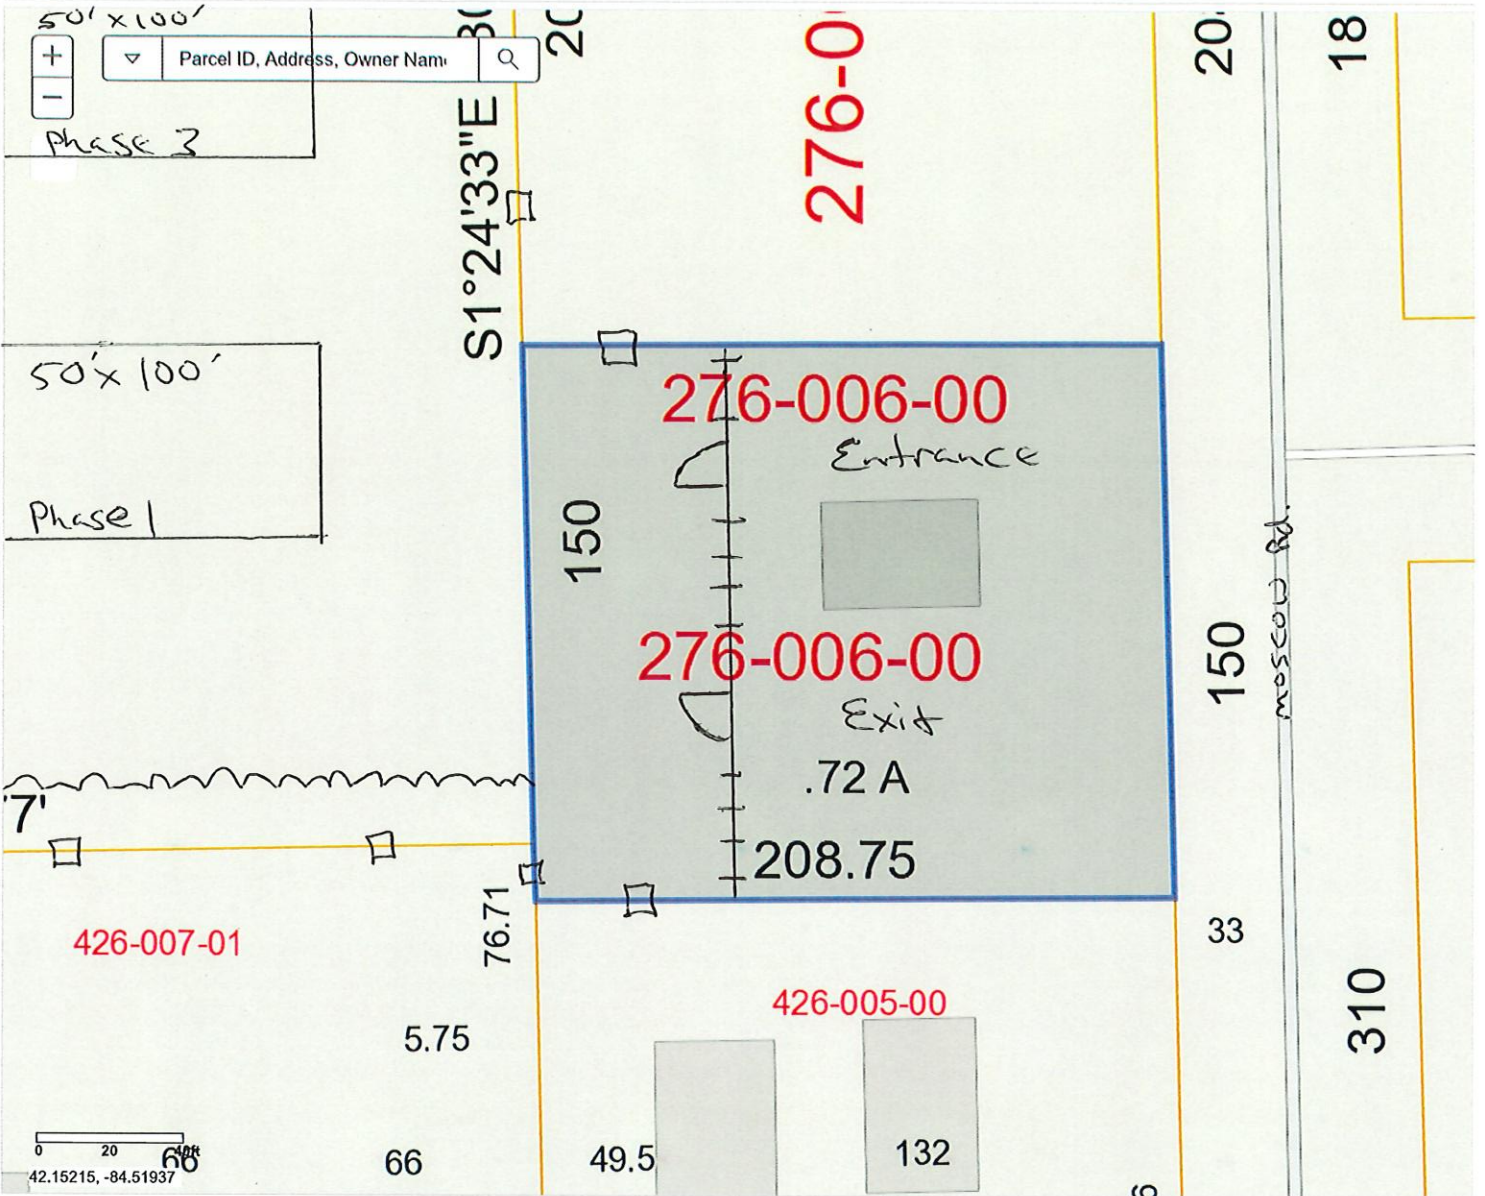 50' x 100'
Parcel ID, Address, Owner Nam
Phase 3
S1°24'33"E
20
276-0
20
18
50' x 100'
Phase 1
276-006-00
Entrance
150
276-006-00
Exit
.72 A
208.75
150
Moscow Rd.
'7'
76.71
426-007-01
33
426-005-00
310
5.75
0 20 40ft
66
66
49.5
132
42.15215, -84.51937